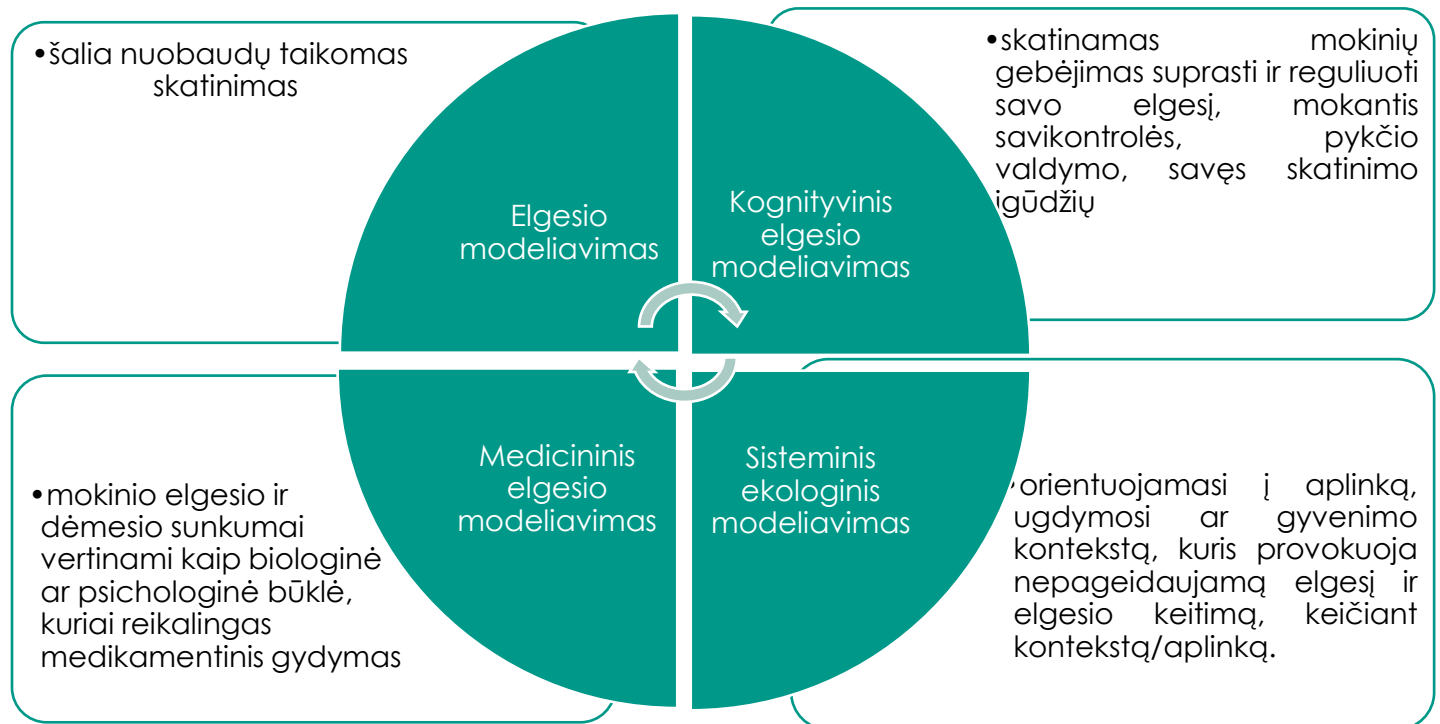 •šalia nuobaudų taikomas
skatinimas
Elgesio
modeliavimas
Kognityvinis
elgesio
modeliavimas
•skatinamas mokinių
gebėjimas suprasti ir reguliuoti
savo elgesį, mokantis
savikontrolės, pykčio
valdymo, savęs skatinimo
įgūdžių
•mokinio elgesio ir
dėmesio sunkumai
vertinami kaip biologinė
ar psichologinė būklė,
kuriai reikalingas
medikamentinis gydymas
Medicininis
elgesio
modeliavimas
Sisteminis
ekologinis
modeliavimas
•orientuojamasi į aplinką,
ugdymosi ar gyvenimo
kontekstą, kuris provokuoja
nepageidaujamą elgesį ir
elgesio keitimą, keičiant
kontekstą/aplinką.